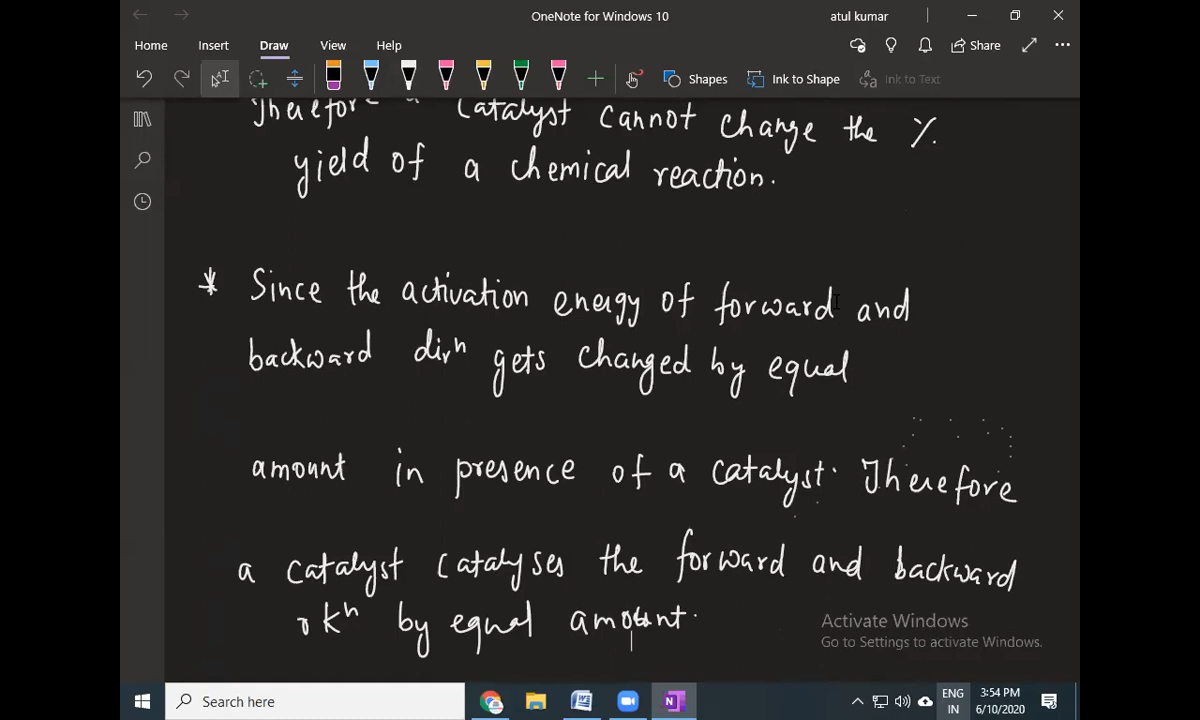 OneNote for Windows 10
atul kumar
Home Insert Draw View Help
Share
Shapes
Ink to Shape
Ink to Text
Therefore a Catalyst cannot change the %
yield of a chemical reaction.
* Since the activation energy of forward and
backward dirn gets changed by equal
amount in presence of a catalyst. Therefore
a catalyst catalyses the forward and backward
rxn by equal amount.
Activate Windows
Go to Settings to activate Windows.
Search here
ENG
IN
3:54 PM
6/10/2020